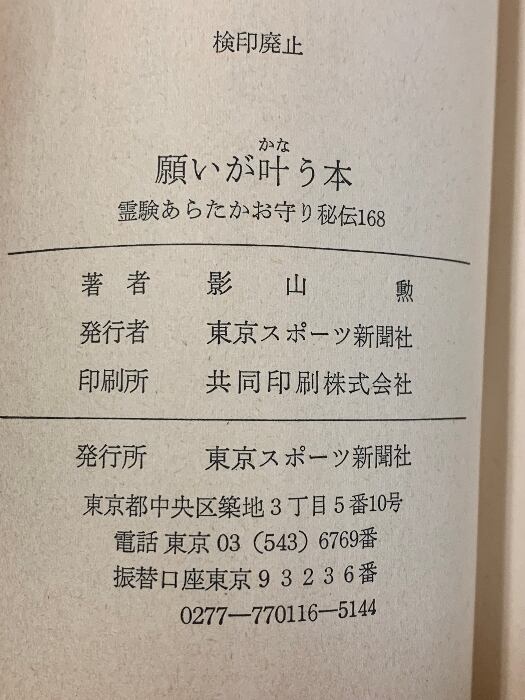 検印廃止
かな
願いが叶う本
霊験あらたかお守り秘伝168
著者 影山勲
発行者 東京スポーツ新聞社
印刷所 共同印刷株式会社
発行所 東京スポーツ新聞社
東京都中央区築地3丁目5番10号
電話 東京 03 (543) 6769番
振替口座東京93236番
0277―770116―5144